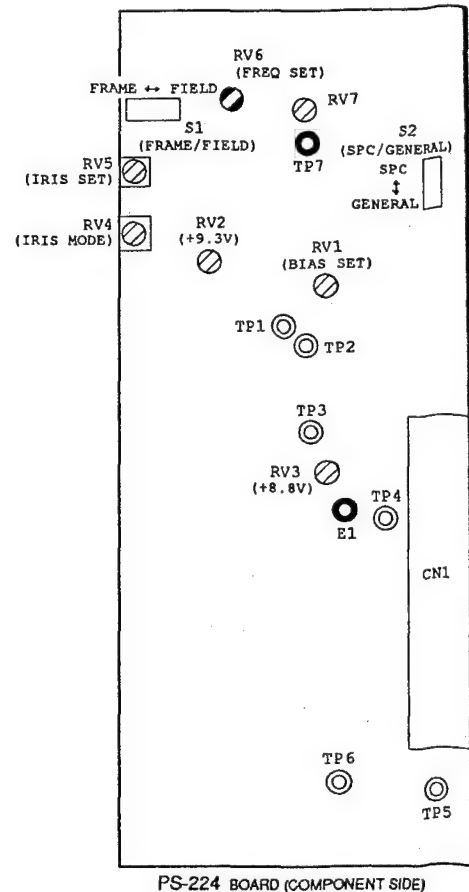 RV6
(FREQ SET)
FRAME ↔ FIELD
RV7
S1
(FRAME/FIELD)
TP7
S2
(SPC/GENERAL)
SPC
↕
GENERAL
RV5
(IRIS SET)
RV4
(IRIS MODE)
RV2
(+9.3V)
RV1
(BIAS SET)
TP1
TP2
TP3
RV3
(+8.8V)
TP4
E1
CN1
TP6
TP5
PS-224 BOARD (COMPONENT SIDE)